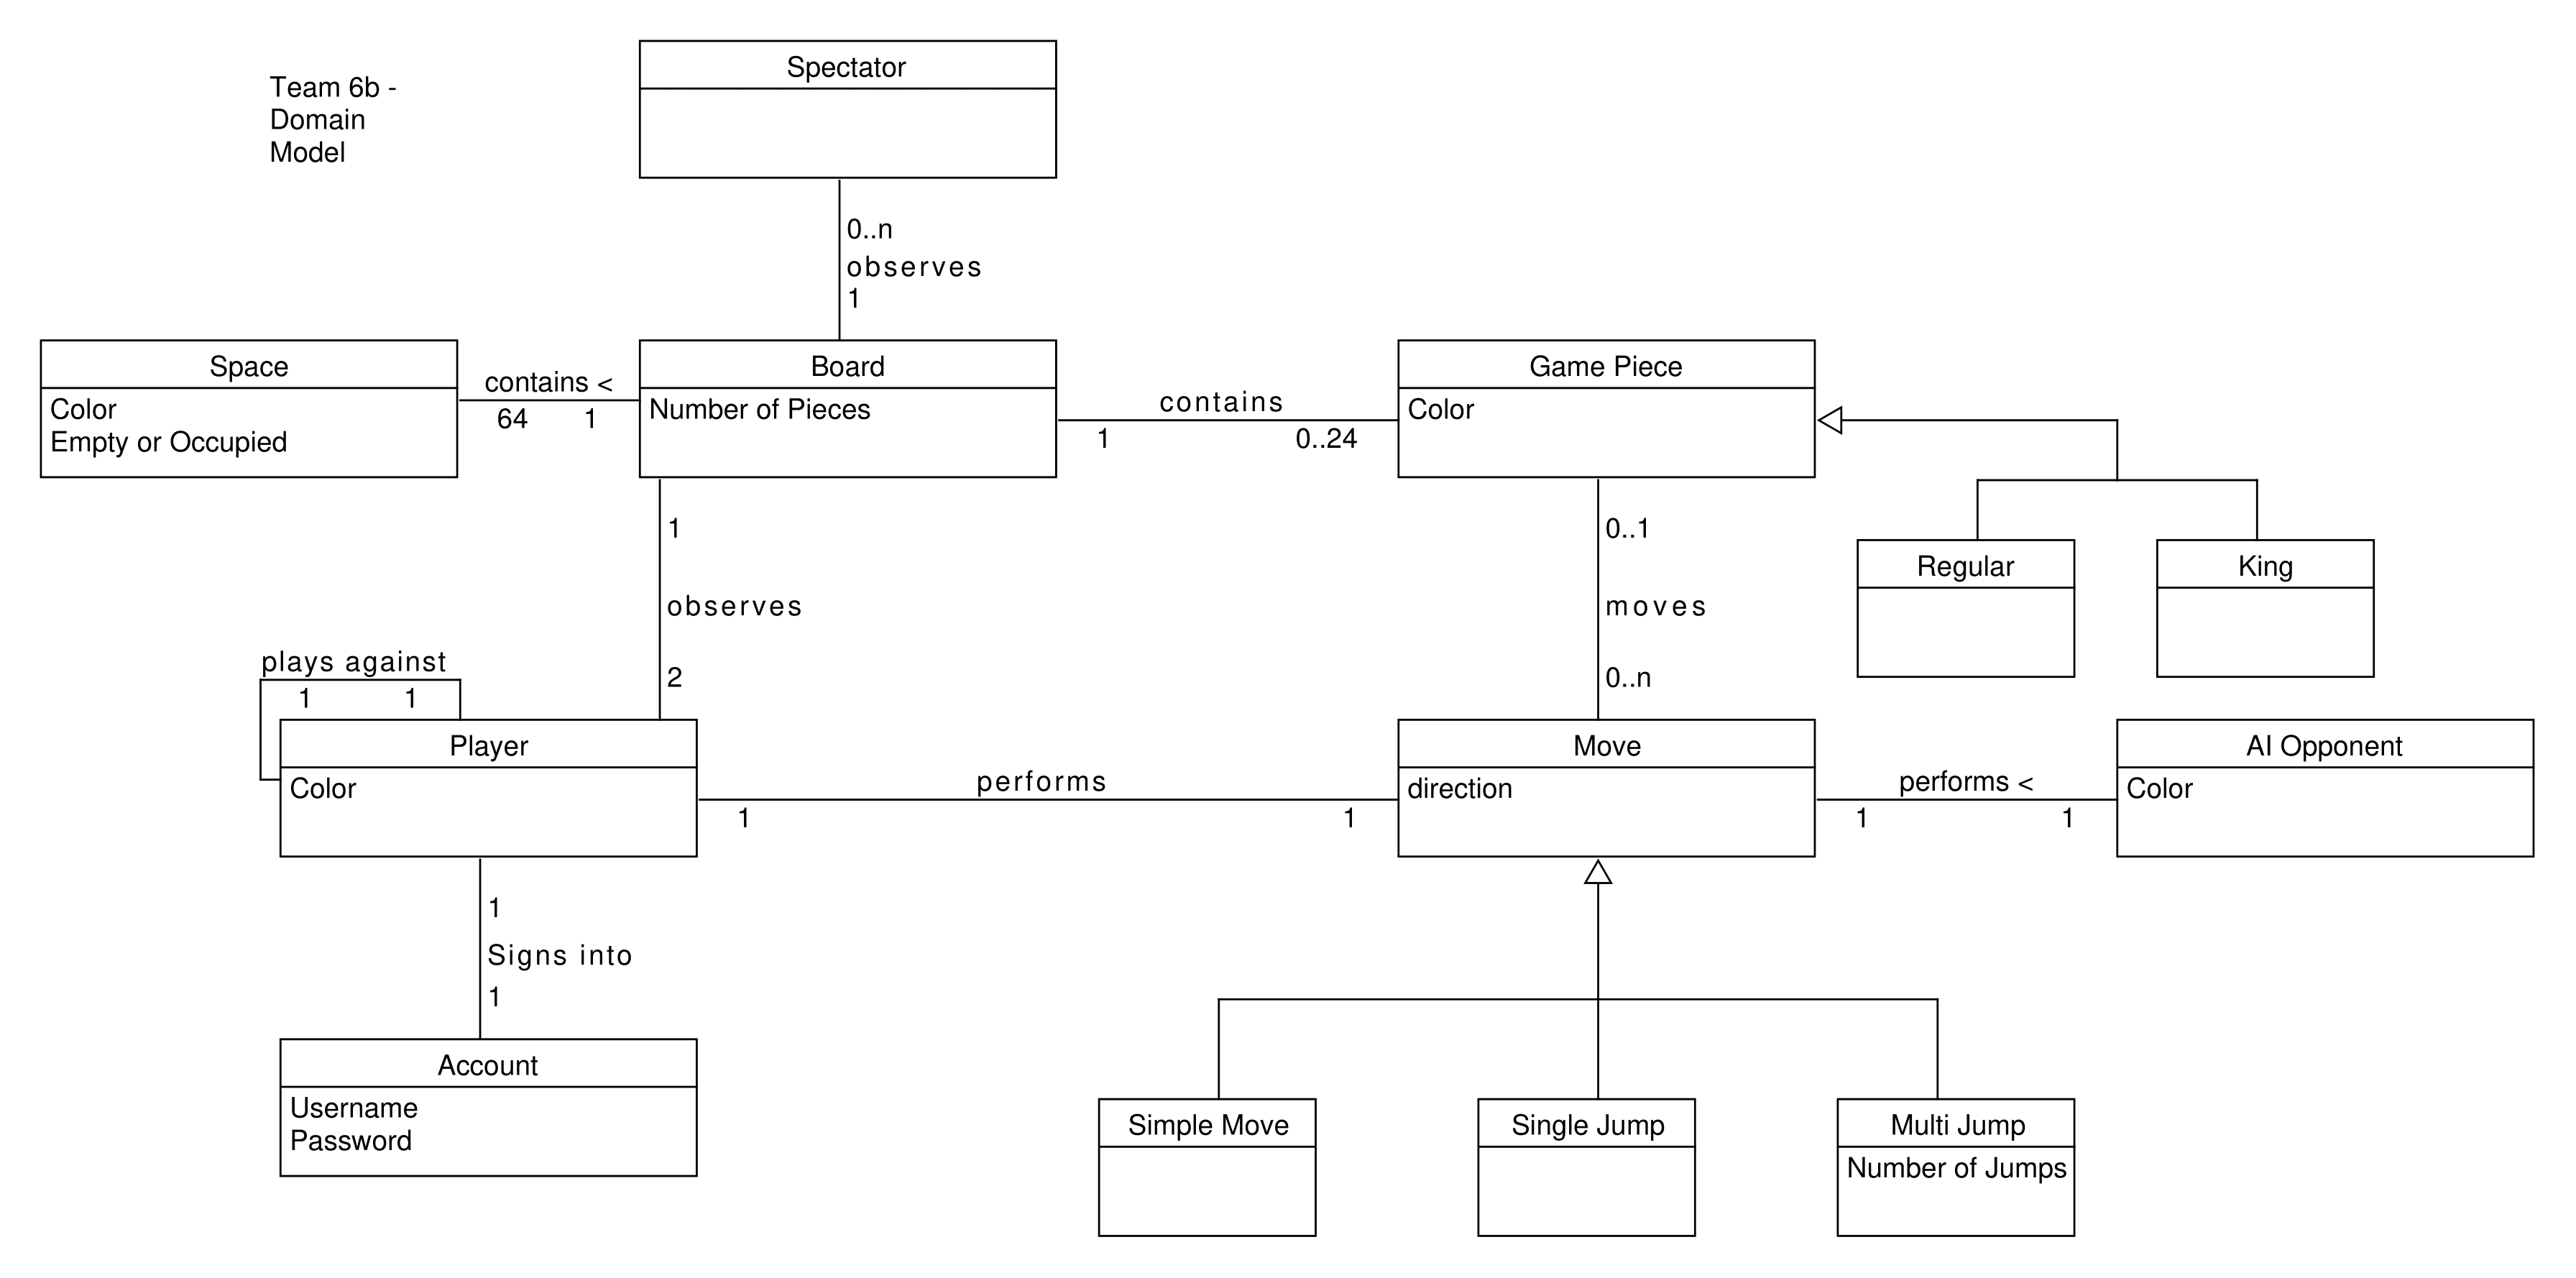 Team 6b -
Domain
Model
Spectator
0..n
observes
1
Space
Color
Empty or Occupied
contains <
64 1
Board
Number of Pieces
contains
1 0..24
Game Piece
Color
1
observes
2
0..1
moves
0..n
Regular
King
plays against
1 1
Player
Color
performs
1 1
Move
direction
performs <
1 1
AI Opponent
Color
1
Signs into
1
Account
Username
Password
Simple Move
Single Jump
Multi Jump
Number of Jumps